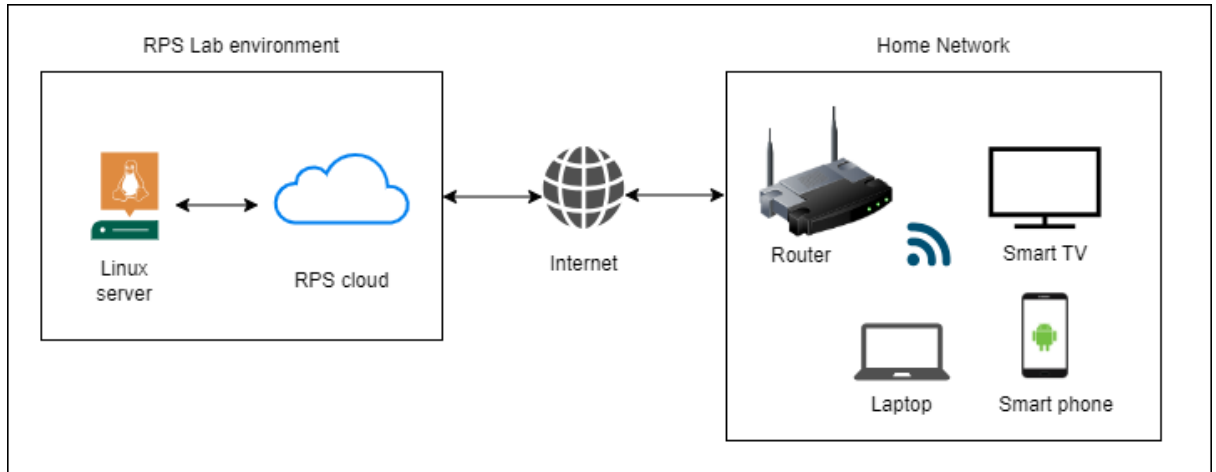 RPS Lab environment
Home Network
Linux
server
RPS cloud
Internet
Router
Smart TV
Laptop
Smart phone